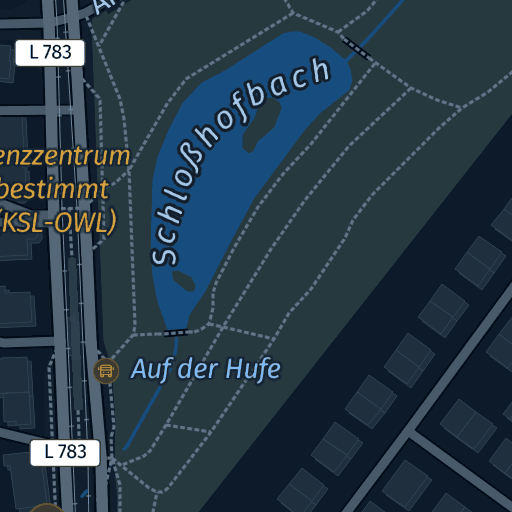 L 783
Schloßhofbach
enzzentrum
bestimmt
(KSL-OWL)
Auf der Hufe
L 783